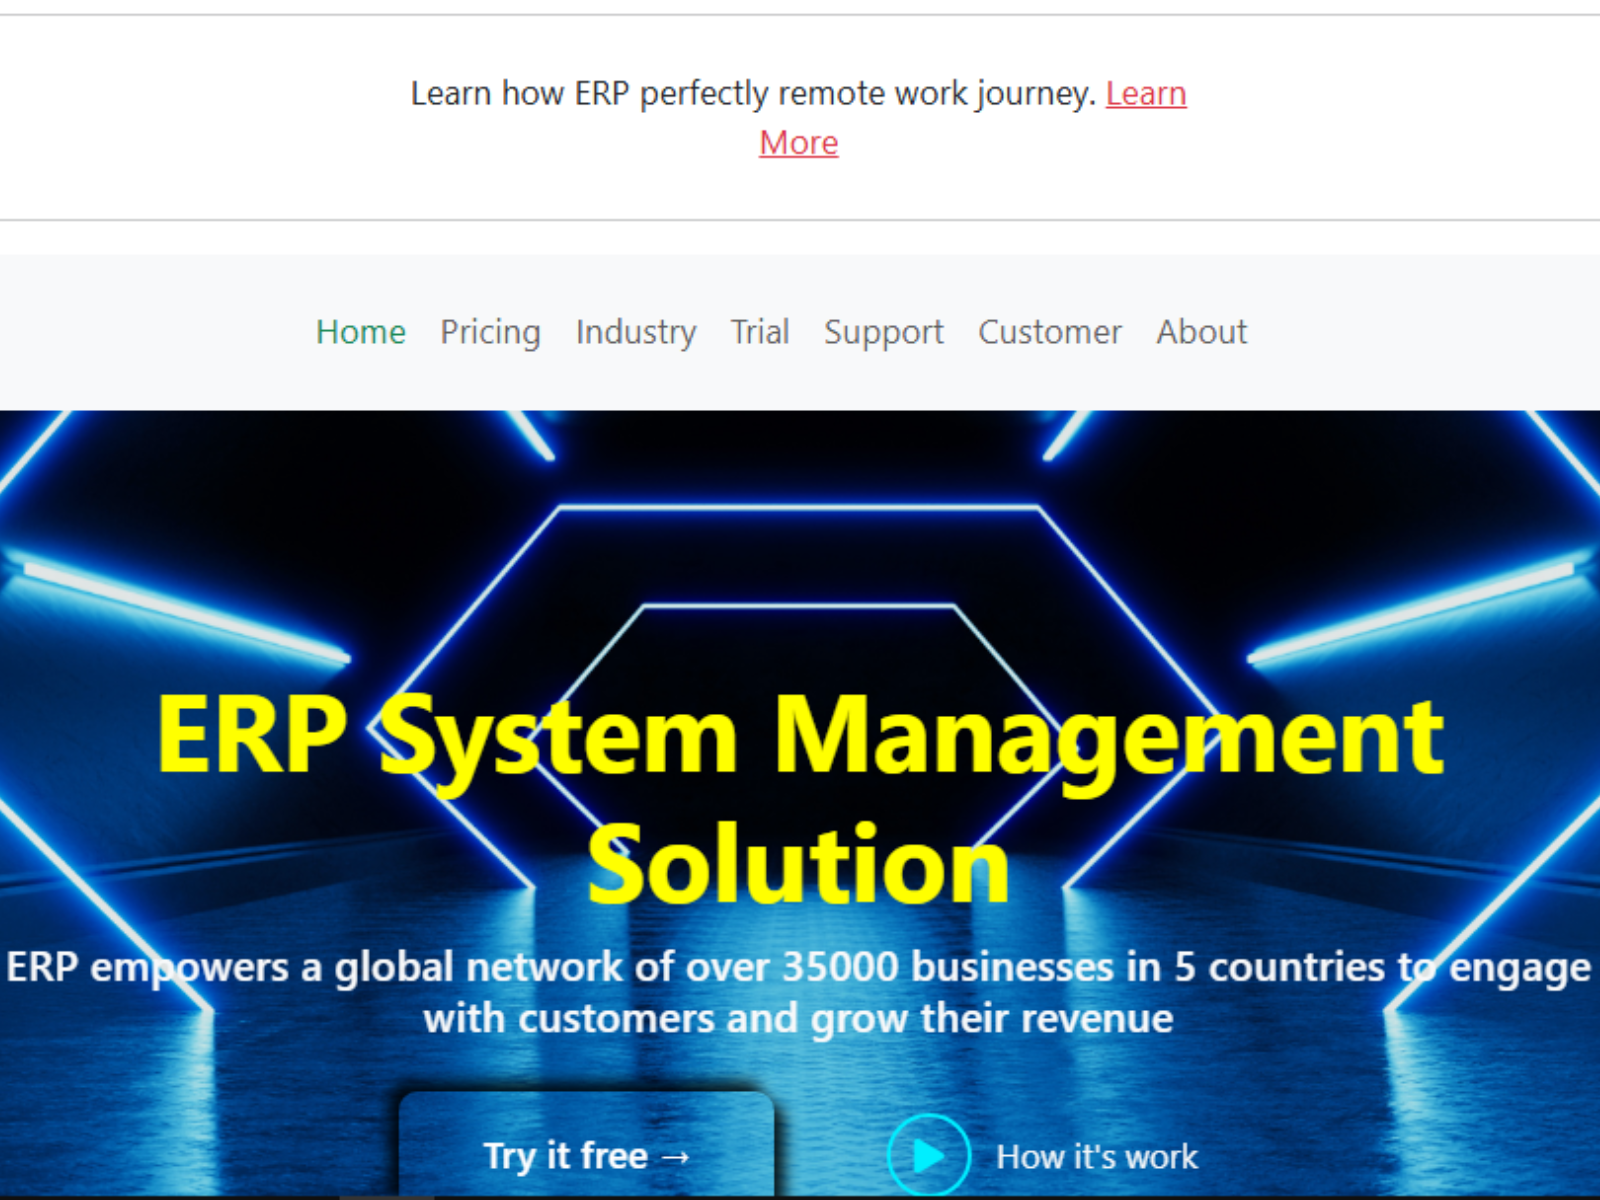 Learn how ERP perfectly remote work journey. Learn
More
Home Pricing Industry Trial Support Customer About
ERP System Management
Solution
ERP empowers a global network of over 35000 businesses in 5 countries to engage
with customers and grow their revenue
Try it free →
How it's work